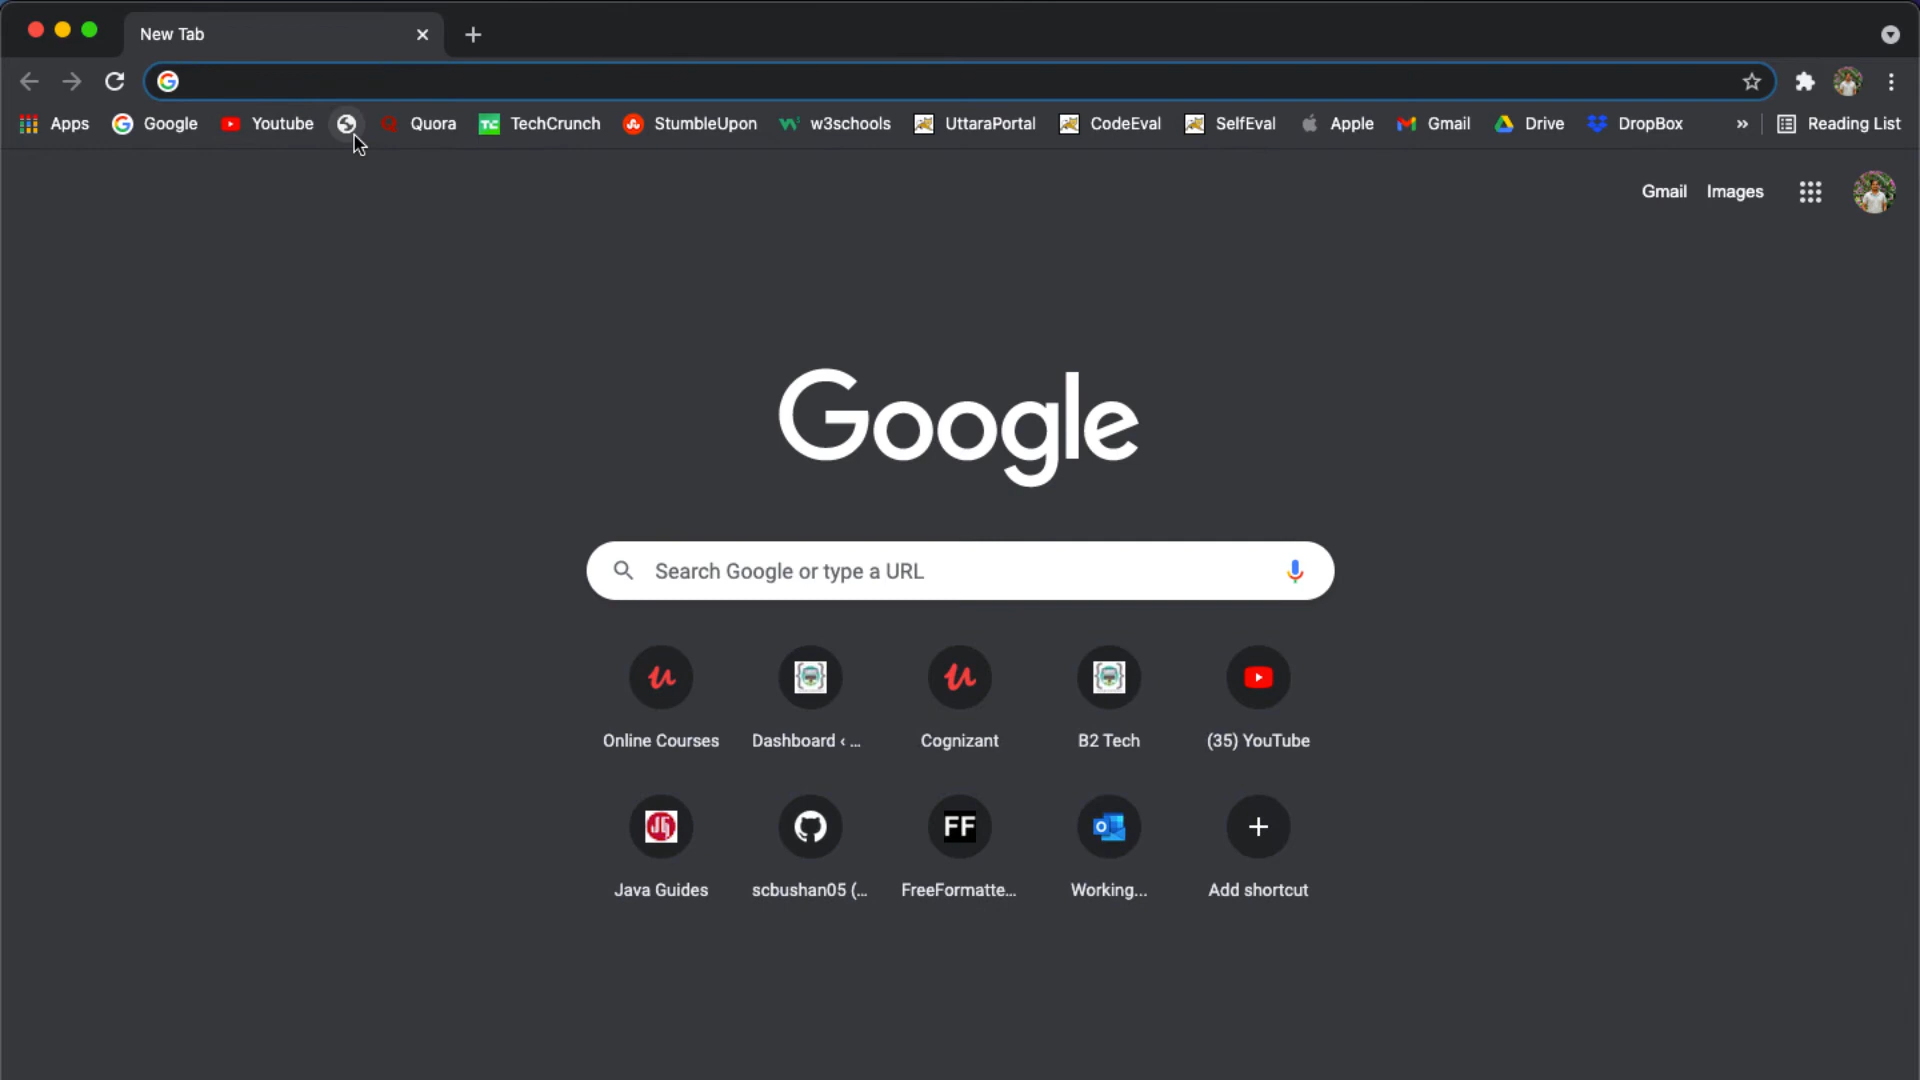 New Tab
Apps Google Youtube Quora TechCrunch StumbleUpon w3schools UttaraPortal CodeEval SelfEval Apple Gmail Drive DropBox » Reading List
Gmail Images
Google
Search Google or type a URL
Online Courses Dashboard ‹ ... Cognizant B2 Tech (35) YouTube
FF
Java Guides scbushan05 (... FreeFormatte... Working... Add shortcut